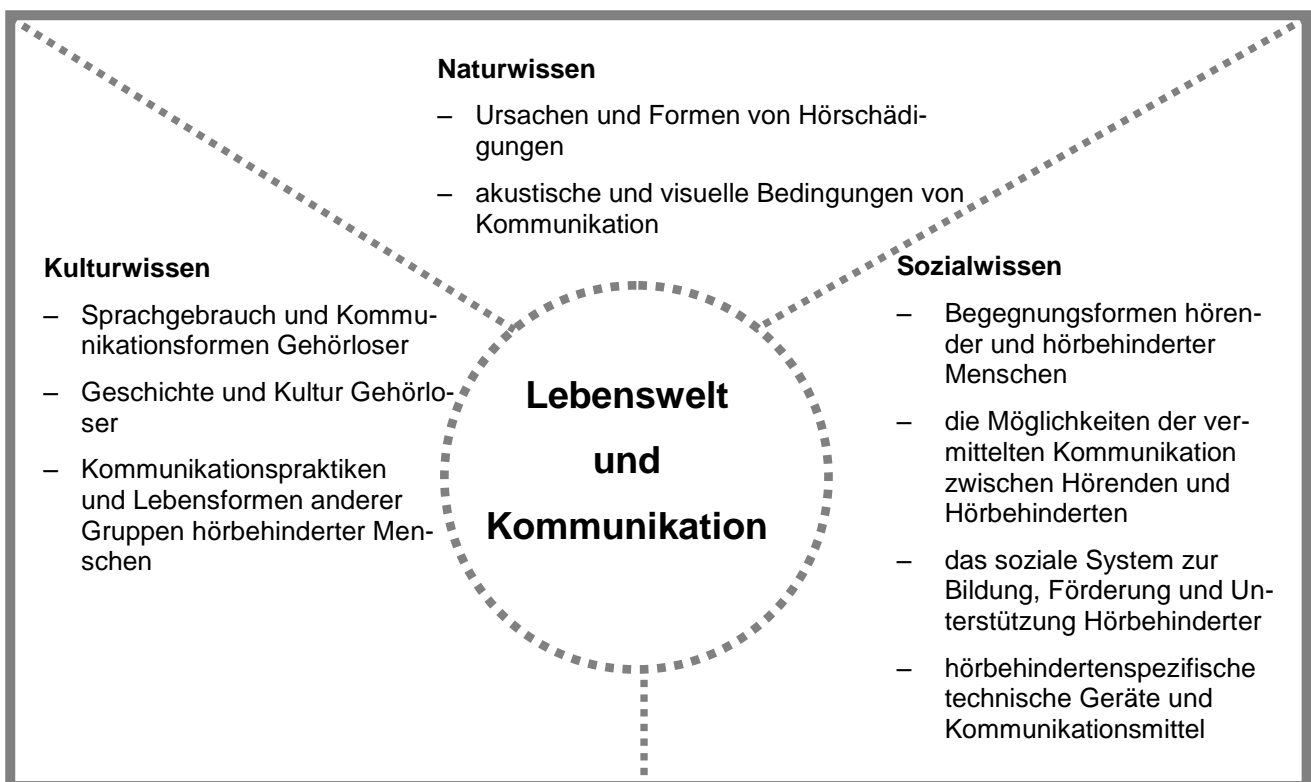 Naturwissen
– Ursachen und Formen von Hörschädi-
gungen
– akustische und visuelle Bedingungen von
Kommunikation
Kulturwissen
– Sprachgebrauch und Kommu-
nikationsformen Gehörloser
– Geschichte und Kultur Gehörlo-
ser
– Kommunikationspraktiken
und Lebensformen anderer
Gruppen hörbehinderter Men-
schen
Lebenswelt
und
Kommunikation
Sozialwissen
– Begegnungsformen hören-
der und hörbehinderter
Menschen
– die Möglichkeiten der ver-
mittelten Kommunikation
zwischen Hörenden und
Hörbehinderten
– das soziale System zur
Bildung, Förderung und Un-
terstützung Hörbehinderter
– hörbehindertenspezifische
technische Geräte und
Kommunikationsmittel